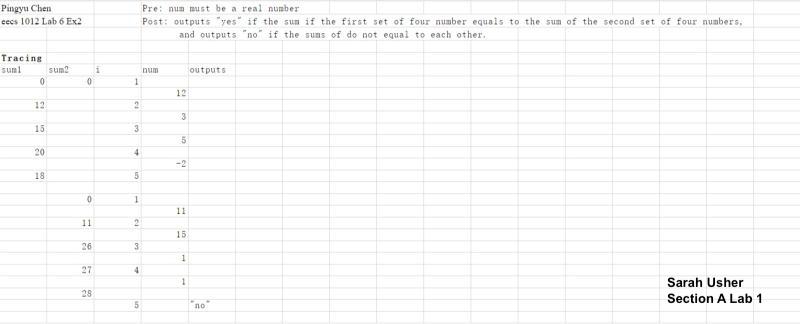 Pingyu Chen Pre: num must be a real number
eecs 1012 Lab 6 Ex2 Post: outputs "yes" if the sum if the first set of four number equals to the sum of the second set of four numbers,
and outputs "no" if the sums of do not equal to each other.
Tracing
sum1 sum2 i num outputs
0 0 1
12
12 2
3
15 3
5
20 4
-2
18 5
0 1
11
11 2
15
26 3
1
27 4
1
28
5 "no"
Sarah Usher
Section A Lab 1